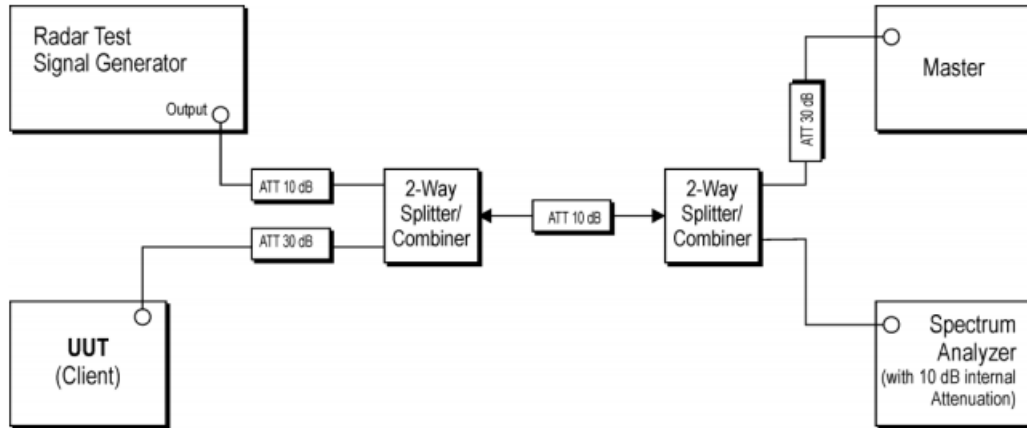 Radar Test
Signal Generator
Output
ATT 10 dB
ATT 30 dB
UUT
(Client)
2-Way
Splitter/
Combiner
ATT 10 dB
2-Way
Splitter/
Combiner
ATT 30 dB
Master
Spectrum
Analyzer
(with 10 dB internal
Attenuation)